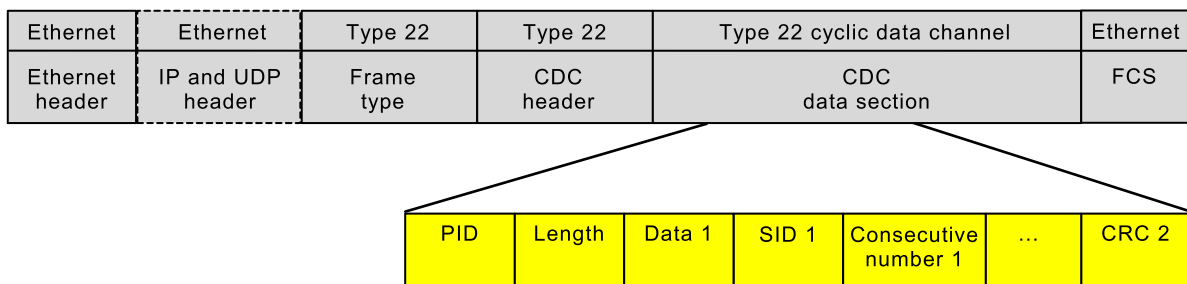 Ethernet Ethernet Type 22 Type 22 Type 22 cyclic data channel Ethernet
Ethernet header IP and UDP header Frame type CDC header CDC data section FCS
PID Length Data 1 SID 1 Consecutive number 1 ... CRC 2